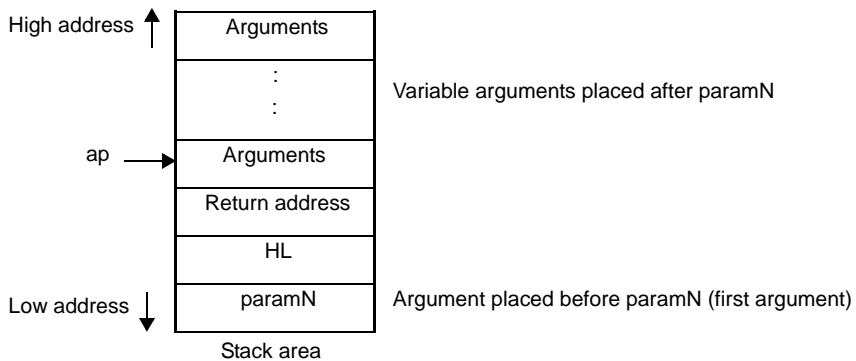 High address
Arguments
:
Variable arguments placed after paramN
:
ap
Arguments
Return address
HL
Low address
paramN
Argument placed before paramN (first argument)
Stack area